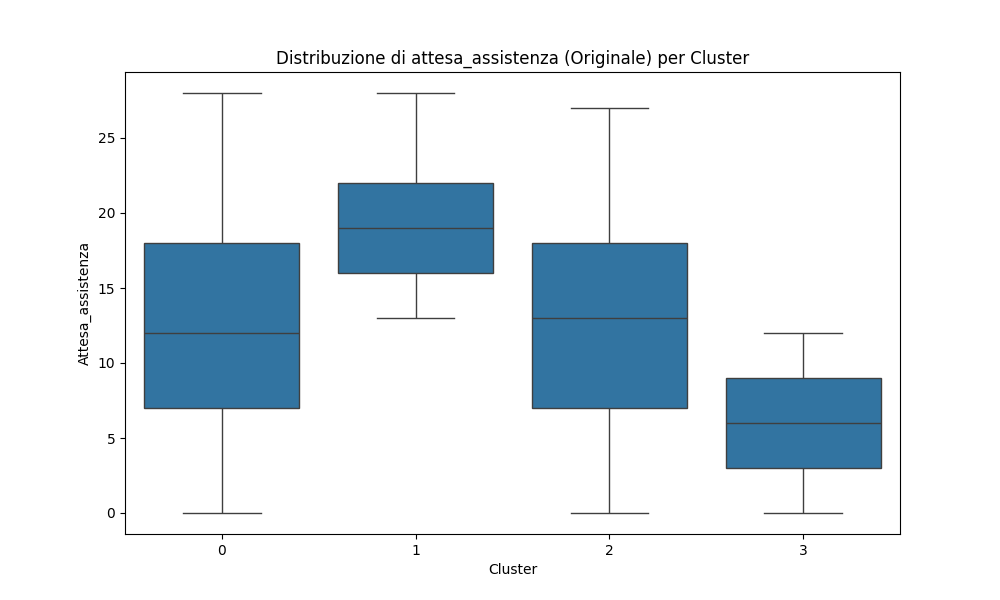 Distribuzione di attesa_assistenza (Originale) per Cluster
Attesa_assistenza
25
20
15
10
5
0
0 1 2 3
Cluster